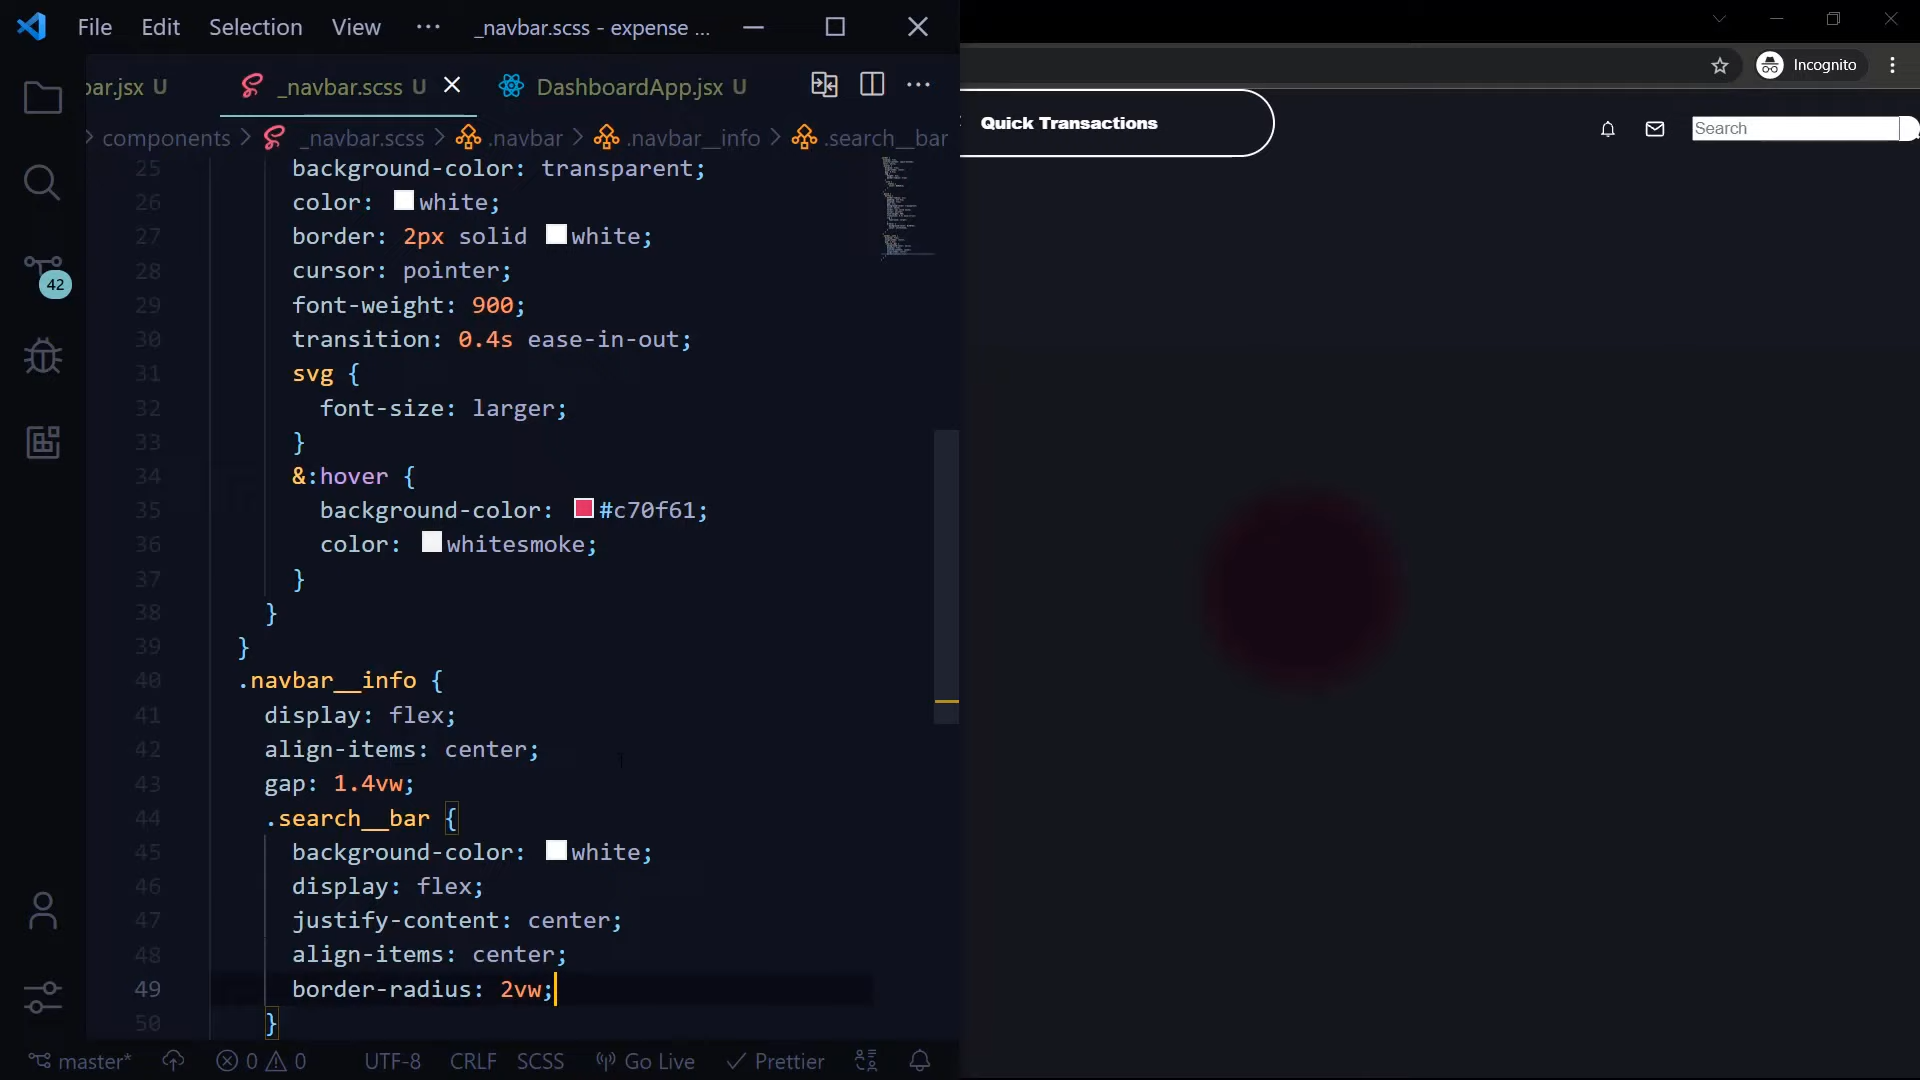 File Edit Selection View ··· _navbar.scss - expense ...
bar.jsx U _navbar.scss U DashboardApp.jsx U ···
components > _navbar.scss > .navbar > .navbar__info > .search__bar
25 background-color: transparent;
26 color: white;
27 border: 2px solid white;
28 cursor: pointer;
29 font-weight: 900;
30 transition: 0.4s ease-in-out;
31 svg {
32 font-size: larger;
33 }
34 &:hover {
35 background-color: #c70f61;
36 color: whitesmoke;
37 }
38 }
39 }
40 .navbar__info {
41 display: flex;
42 align-items: center;
43 gap: 1.4vw;
44 .search__bar {
45 background-color: white;
46 display: flex;
47 justify-content: center;
48 align-items: center;
49 border-radius: 2vw;
50 }
42
master* 0 0 UTF-8 CRLF SCSS Go Live Prettier
Incognito
Quick Transactions
Search